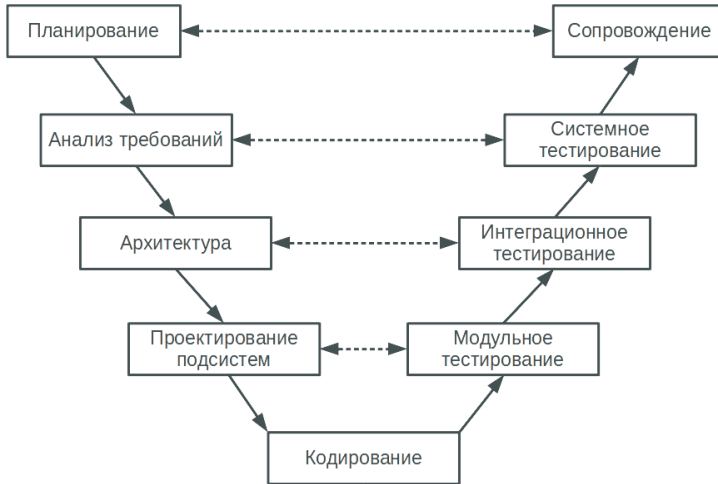 Планирование
Сопровождение
Анализ требований
Системное
тестирование
Архитектура
Интеграционное
тестирование
Проектирование
подсистем
Модульное
тестирование
Кодирование